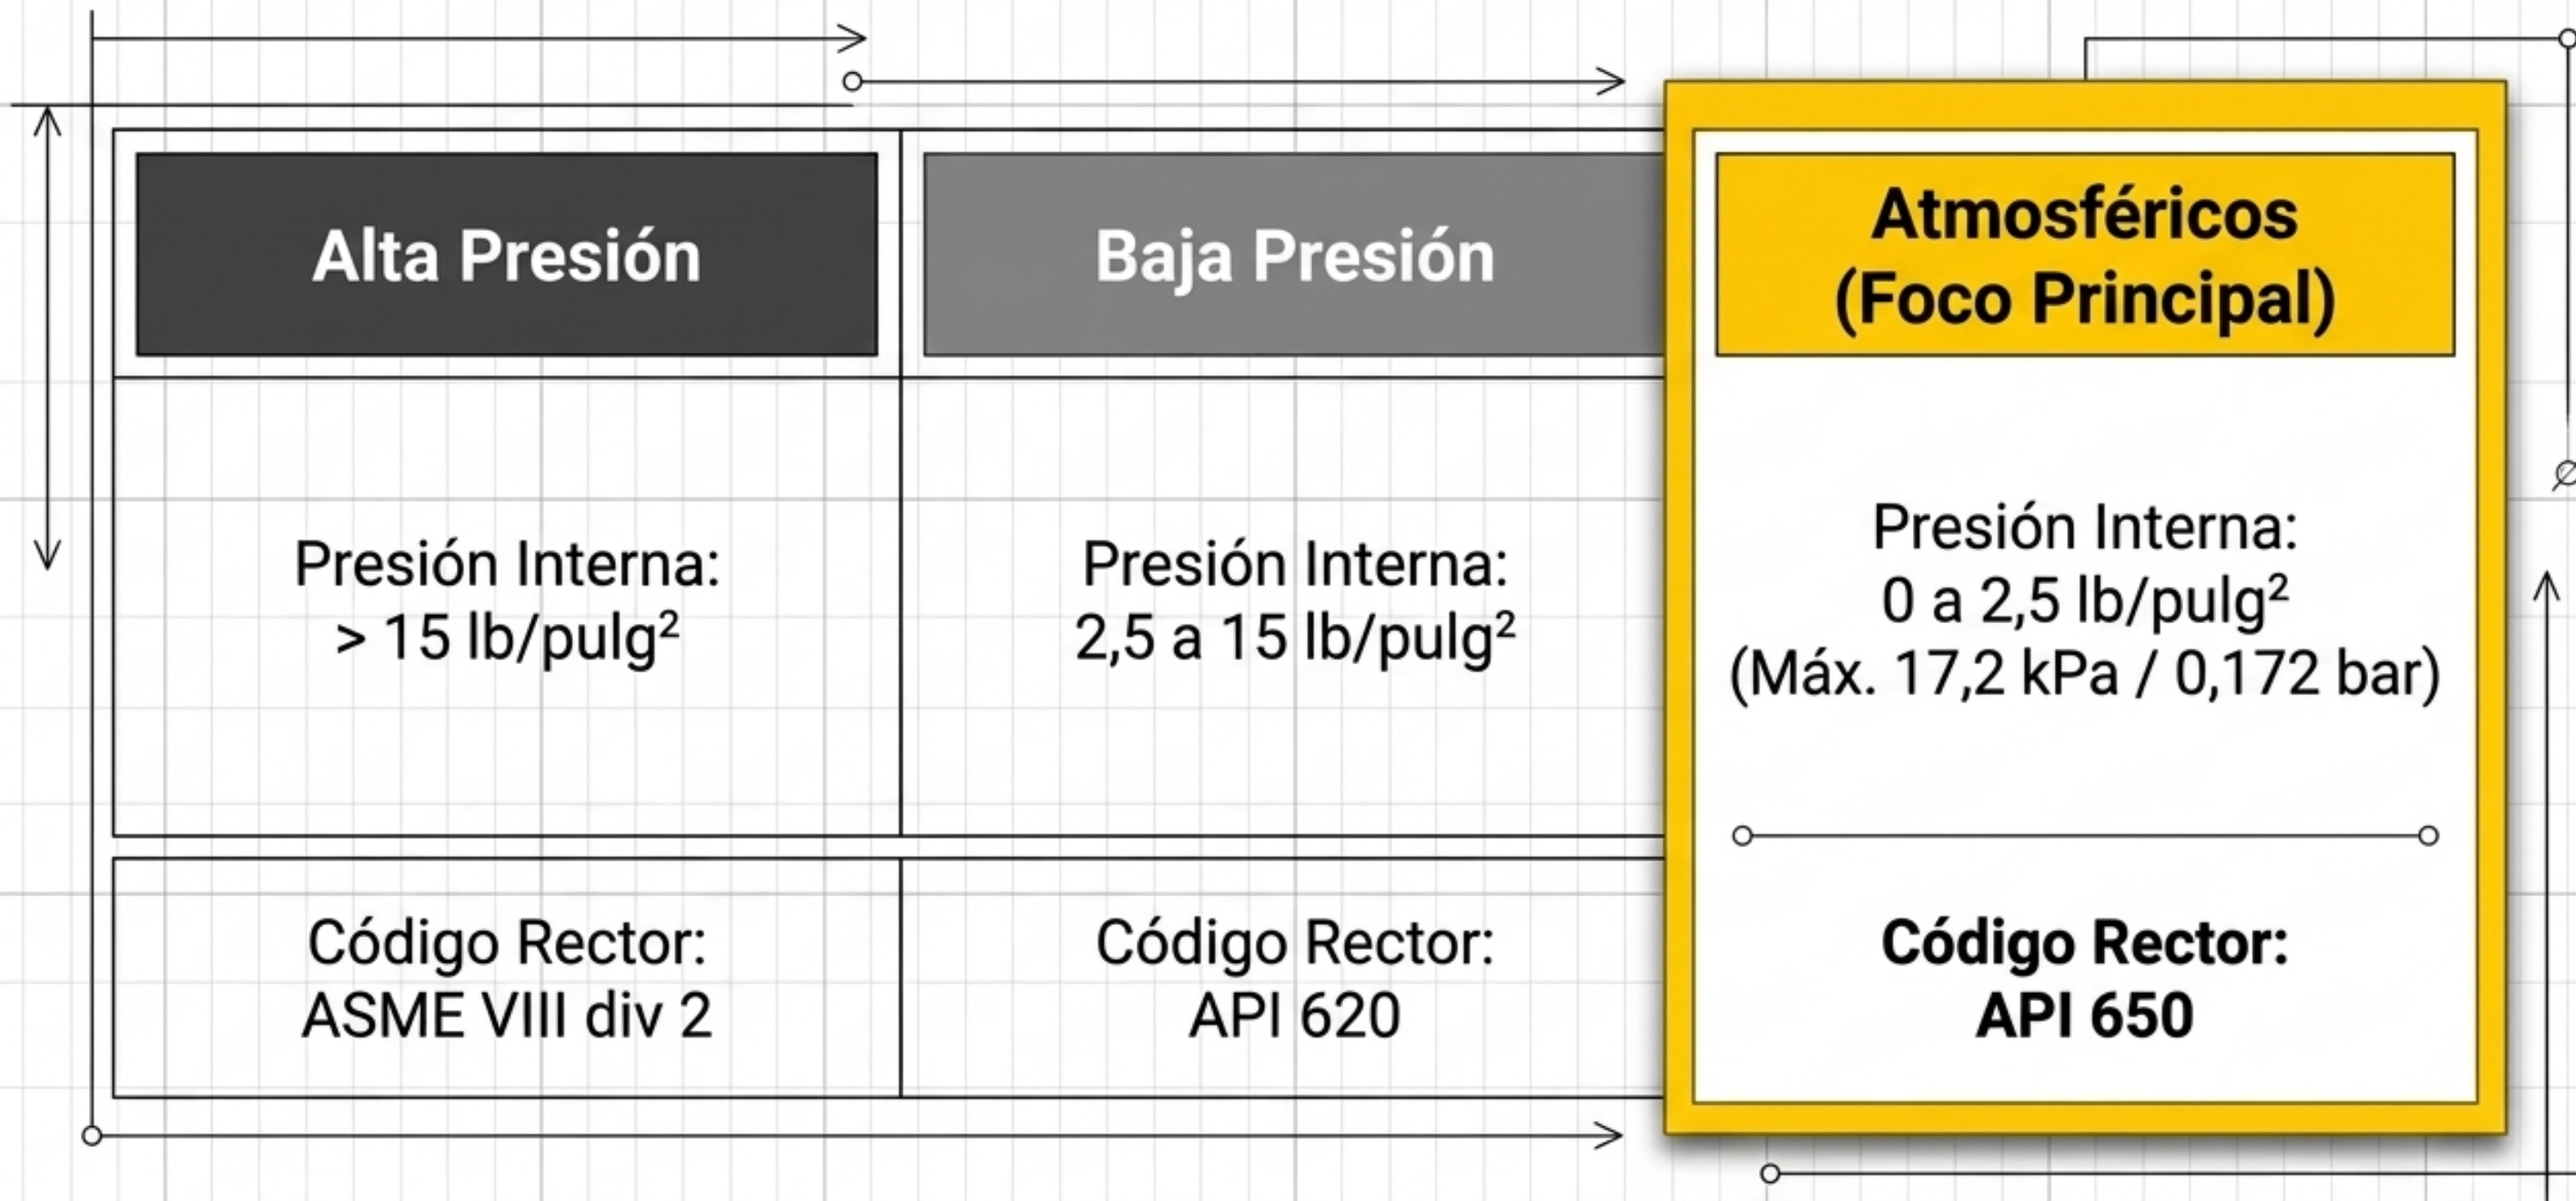 Alta Presión
Baja Presión
Atmosféricos
(Foco Principal)
Presión Interna:
> 15 lb/pulg²
Presión Interna:
2,5 a 15 lb/pulg²
Presión Interna:
0 a 2,5 lb/pulg²
(Máx. 17,2 kPa / 0,172 bar)
Código Rector:
ASME VIII div 2
Código Rector:
API 620
Código Rector:
API 650